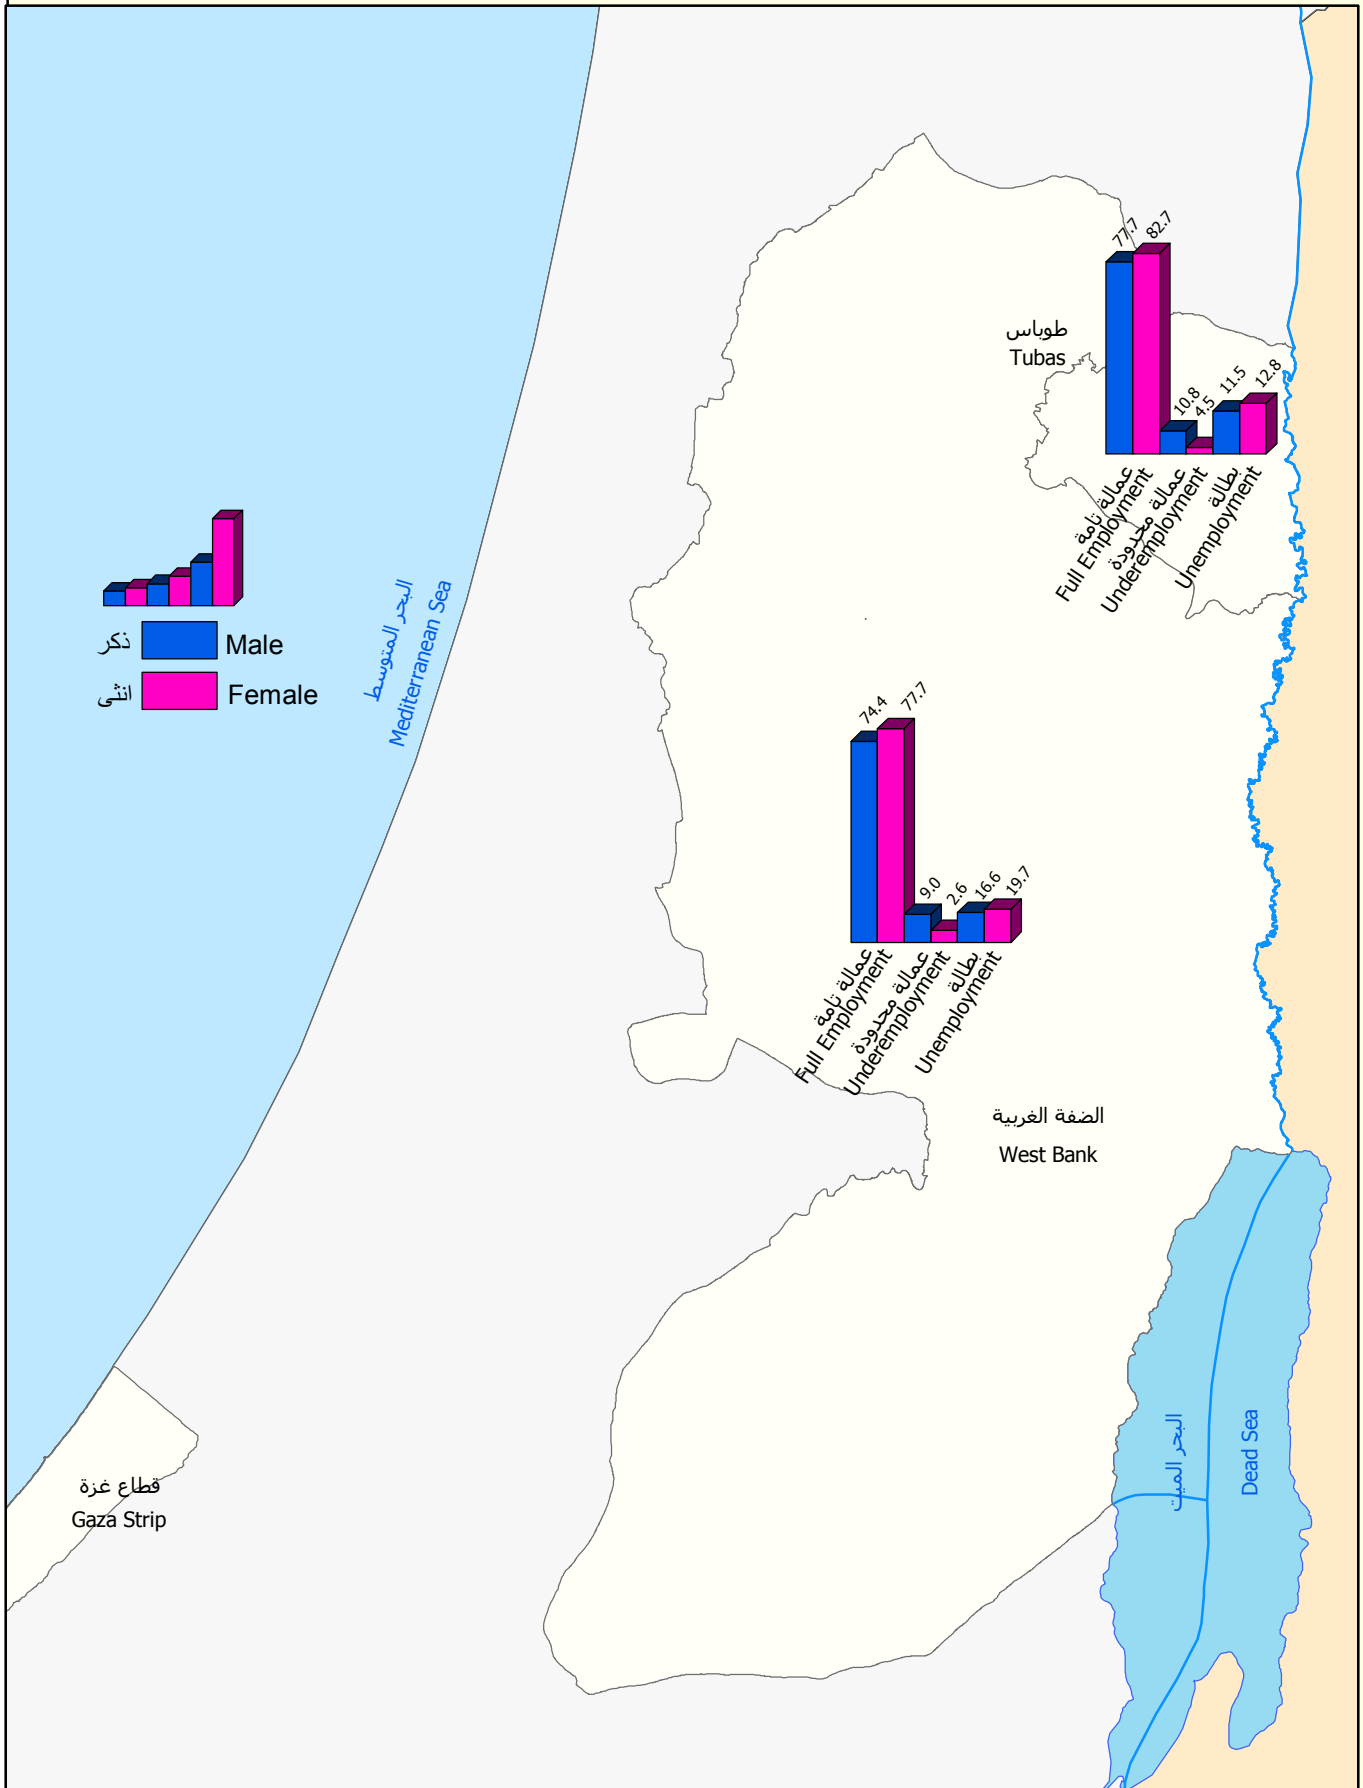 77.7
82.7
طوباس
Tubas
10.8
4.5
11.5
12.8
عمالة تامة
Full Employment
عمالة محدودة
Underemployment
بطالة
Unemployment
ذكر
Male
انثى
Female
البحر المتوسط
Mediterranean Sea
74.4
77.7
9.0
2.6
16.6
19.7
عمالة تامة
Full Employment
عمالة محدودة
Underemployment
بطالة
Unemployment
الضفة الغربية
West Bank
البحر الميت
Dead Sea
قطاع غزة
Gaza Strip